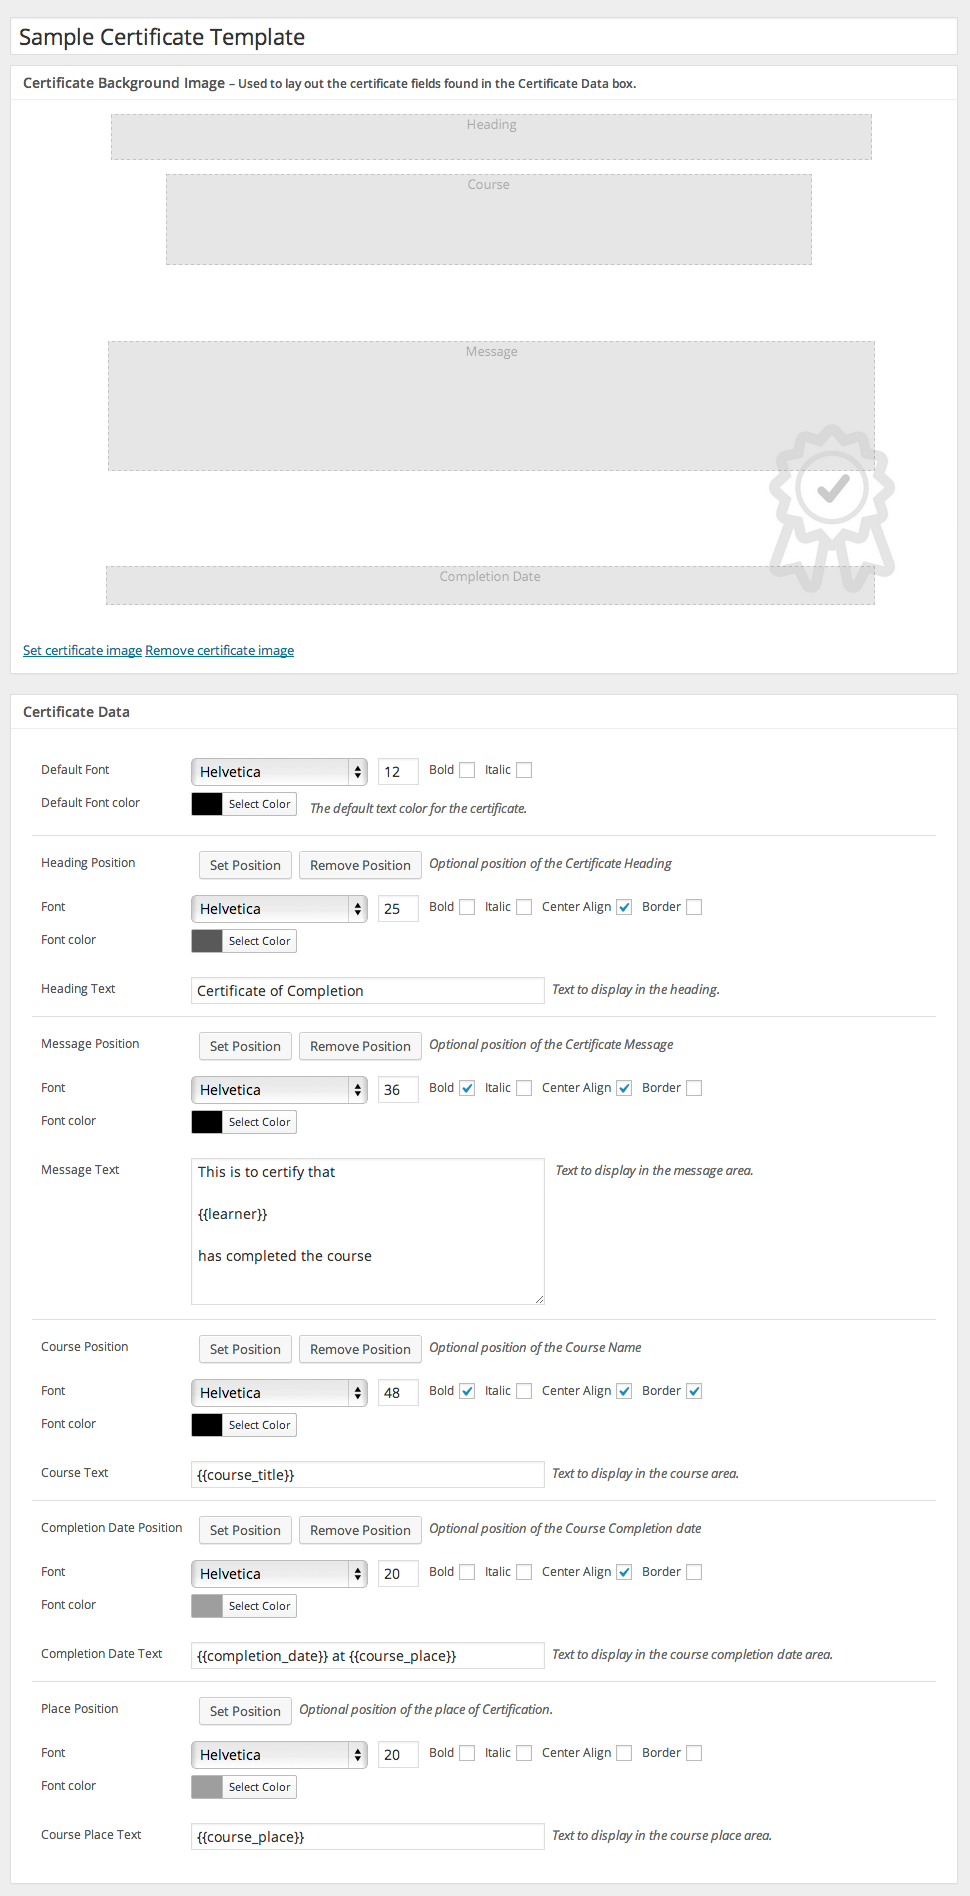 Sample Certificate Template
Certificate Background Image – Used to lay out the certificate fields found in the Certificate Data box.
Heading
Course
Message
Completion Date
Set certificate image Remove certificate image
Certificate Data
Default Font Helvetica 12 Bold Italic
Default Font color Select Color The default text color for the certificate.
Heading Position Set Position Remove Position Optional position of the Certificate Heading
Font Helvetica 25 Bold Italic Center Align Border
Font color Select Color
Heading Text Certificate of Completion Text to display in the heading.
Message Position Set Position Remove Position Optional position of the Certificate Message
Font Helvetica 36 Bold Italic Center Align Border
Font color Select Color
Message Text This is to certify that Text to display in the message area.
{{learner}}
has completed the course
Course Position Set Position Remove Position Optional position of the Course Name
Font Helvetica 48 Bold Italic Center Align Border
Font color Select Color
Course Text {{course_title}} Text to display in the course area.
Completion Date Position Set Position Remove Position Optional position of the Course Completion date
Font Helvetica 20 Bold Italic Center Align Border
Font color Select Color
Completion Date Text {{completion_date}} at {{course_place}} Text to display in the course completion date area.
Place Position Set Position Optional position of the place of Certification.
Font Helvetica 20 Bold Italic Center Align Border
Font color Select Color
Course Place Text {{course_place}} Text to display in the course place area.